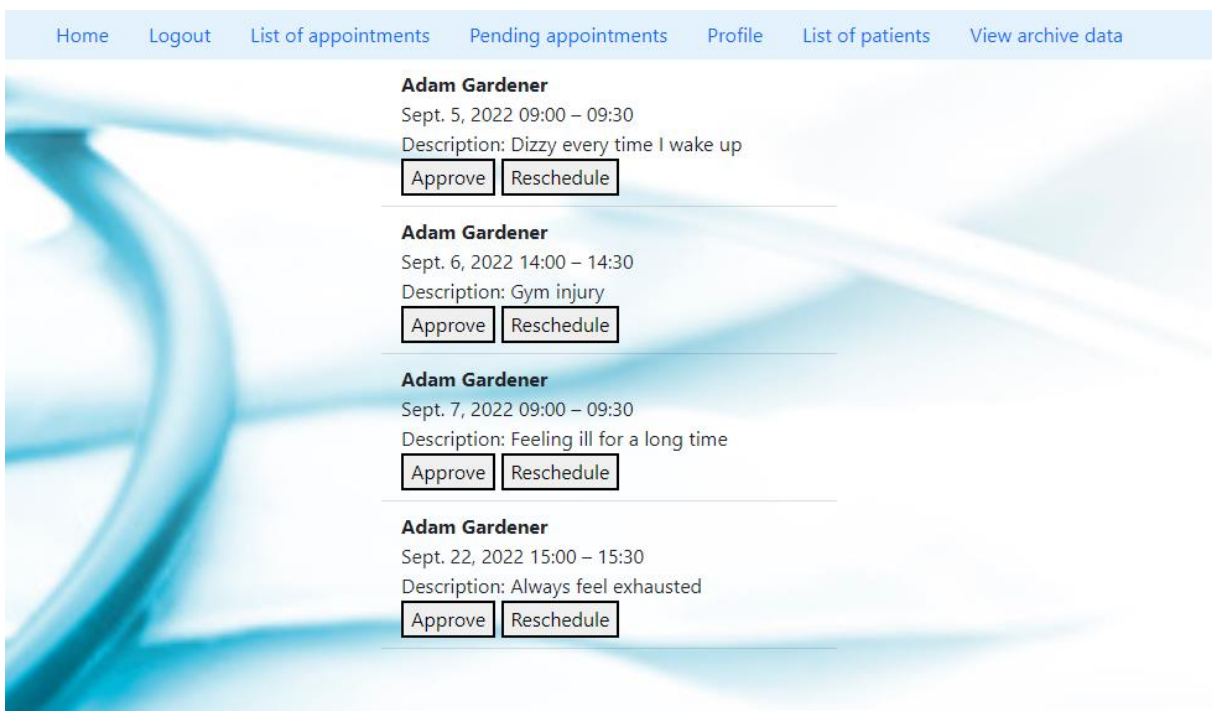 Home Logout List of appointments Pending appointments Profile List of patients View archive data
Adam Gardener
Sept. 5, 2022 09:00 – 09:30
Description: Dizzy every time I wake up
Approve Reschedule
Adam Gardener
Sept. 6, 2022 14:00 – 14:30
Description: Gym injury
Approve Reschedule
Adam Gardener
Sept. 7, 2022 09:00 – 09:30
Description: Feeling ill for a long time
Approve Reschedule
Adam Gardener
Sept. 22, 2022 15:00 – 15:30
Description: Always feel exhausted
Approve Reschedule